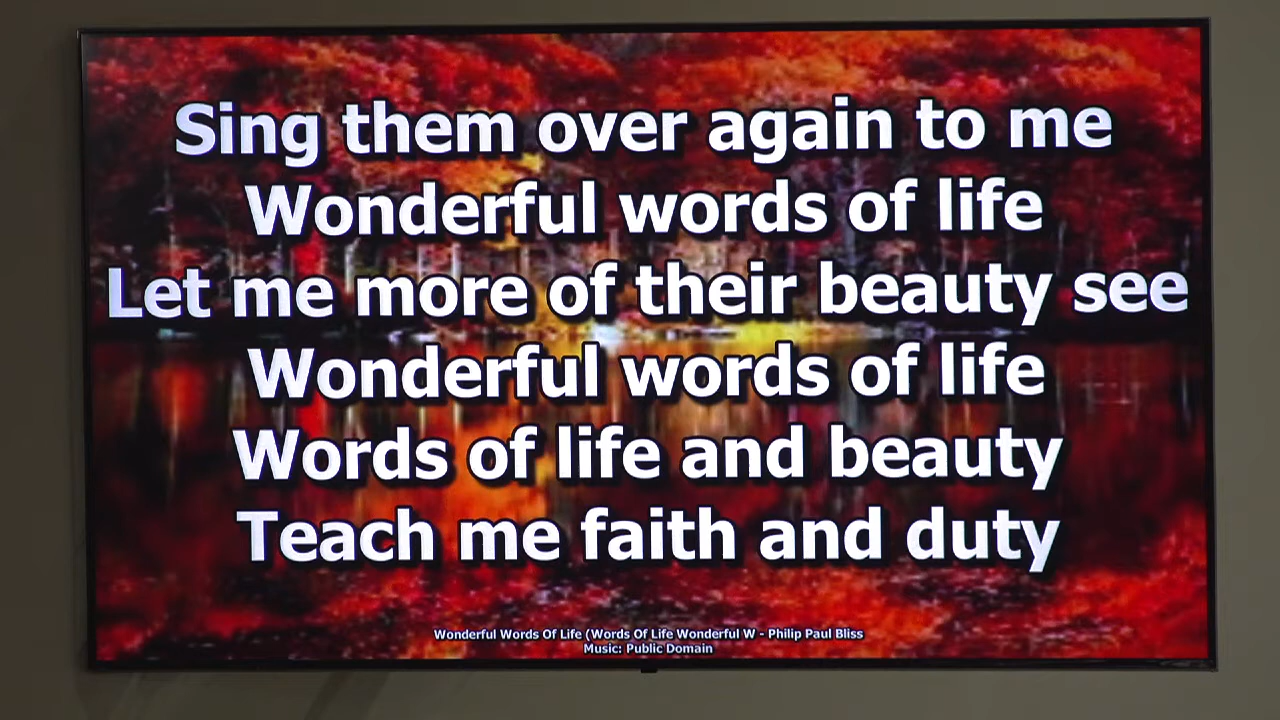 Sing them over again to me
Wonderful words of life
Let me more of their beauty see
Wonderful words of life
Words of life and beauty
Teach me faith and duty
Wonderful Words Of Life (Words Of Life Wonderful W - Philip Paul Bliss
Music: Public Domain